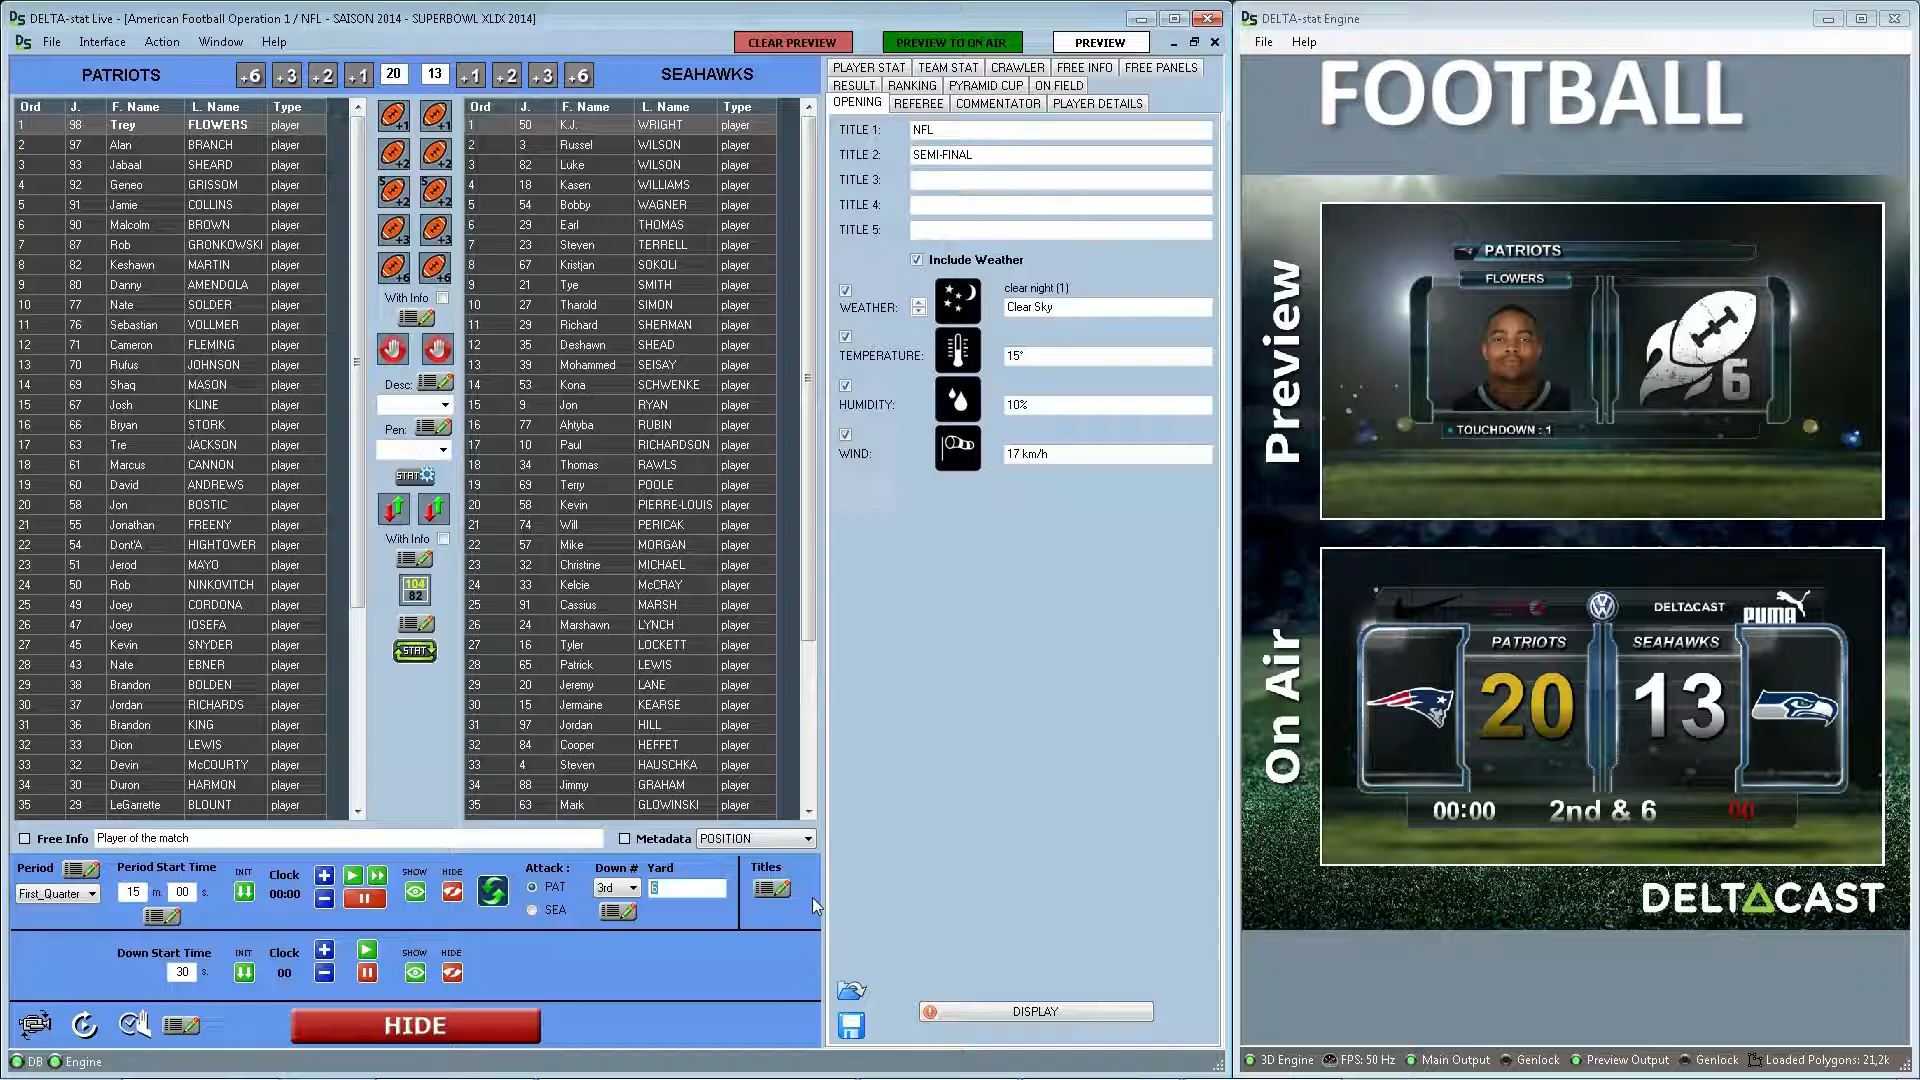 DELTA-stat Live - [American Football Operation 1 / NFL - SAISON 2014 - SUPERBOWL XLIX 2014]
File Interface Action Window Help
CLEAR PREVIEW PREVIEW TO ON AIR PREVIEW
PATRIOTS +6 +3 +2 +1 20 13 +1 +2 +3 +6 SEAHAWKS
Ord J. F. Name L. Name Type
1 98 Trey FLOWERS player
2 97 Alan BRANCH player
3 93 Jabaal SHEARD player
4 92 Geneo GRISSOM player
5 91 Jamie COLLINS player
6 90 Malcolm BROWN player
7 87 Rob GRONKOWSKI player
8 82 Keshawn MARTIN player
9 80 Danny AMENDOLA player
10 77 Nate SOLDER player
11 76 Sebastian VOLLMER player
12 71 Cameron FLEMING player
13 70 Rufus JOHNSON player
14 69 Shaq MASON player
15 67 Josh KLINE player
16 66 Bryan STORK player
17 63 Tre JACKSON player
18 61 Marcus CANNON player
19 60 David ANDREWS player
20 58 Jon BOSTIC player
21 55 Jonathan FREENY player
22 54 Dont'A HIGHTOWER player
23 51 Jerod MAYO player
24 50 Rob NINKOVITCH player
25 49 Joey CORDONA player
26 47 Joey IOSEFA player
27 45 Kevin SNYDER player
28 43 Nate EBNER player
29 38 Brandon BOLDEN player
30 37 Jordan RICHARDS player
31 36 Brandon KING player
32 33 Dion LEWIS player
33 32 Devin McCOURTY player
34 30 Duron HARMON player
35 29 LeGarrette BLOUNT player
+1 +1
+2 +2
S +2 S +2
+3 +3
+6 +6
With Info
Desc:
Pen:
STAT
With Info
104
82
STAT
Ord J. F. Name L. Name Type
1 50 K.J. WRIGHT player
2 3 Russel WILSON player
3 82 Luke WILSON player
4 18 Kasen WILLIAMS player
5 54 Bobby WAGNER player
6 29 Earl THOMAS player
7 23 Steven TERRELL player
8 67 Kristjan SOKOLI player
9 21 Tye SMITH player
10 27 Tharold SIMON player
11 29 Richard SHERMAN player
12 35 Deshawn SHEAD player
13 39 Mohammed SEISAY player
14 53 Kona SCHWENKE player
15 9 Jon RYAN player
16 77 Ahtyba RUBIN player
17 10 Paul RICHARDSON player
18 34 Thomas RAWLS player
19 69 Terry POOLE player
20 58 Kevin PIERRE-LOUIS player
21 74 Will PERICAK player
22 57 Mike MORGAN player
23 32 Christine MICHAEL player
24 33 Kelcie McCRAY player
25 91 Cassius MARSH player
26 24 Marshawn LYNCH player
27 16 Tyler LOCKETT player
28 65 Patrick LEWIS player
29 20 Jeremy LANE player
30 15 Jermaine KEARSE player
31 97 Jordan HILL player
32 84 Cooper HEFFET player
33 4 Steven HAUSCHKA player
34 88 Jimmy GRAHAM player
35 63 Mark GLOWINSKI player
Free Info Player of the match Metadata POSITION
Period Period Start Time INIT Clock SHOW HIDE Attack : Down # Yard Titles
First_Quarter 15 m. 00 s. 00:00 PAT 3rd 6
SEA
Down Start Time INIT Clock SHOW HIDE
30 s. 00
HIDE
DB Engine
PLAYER STAT TEAM STAT CRAWLER FREE INFO FREE PANELS
RESULT RANKING PYRAMID CUP ON FIELD
OPENING REFEREE COMMENTATOR PLAYER DETAILS
TITLE 1: NFL
TITLE 2: SEMI-FINAL
TITLE 3:
TITLE 4:
TITLE 5:
Include Weather
clear night (1)
WEATHER: Clear Sky
TEMPERATURE: 15°
HUMIDITY: 10%
WIND: 17 km/h
DISPLAY
DELTA-stat Engine
File Help
FOOTBALL
Preview
PATRIOTS
FLOWERS
6
TOUCHDOWN : 1
On Air
DELTACAST PUMA
PATRIOTS SEAHAWKS
20 13
00:00 2nd & 6 00
DELTACAST
3D Engine FPS: 50 Hz Main Output Genlock Preview Output Genlock Loaded Polygons: 21,2k